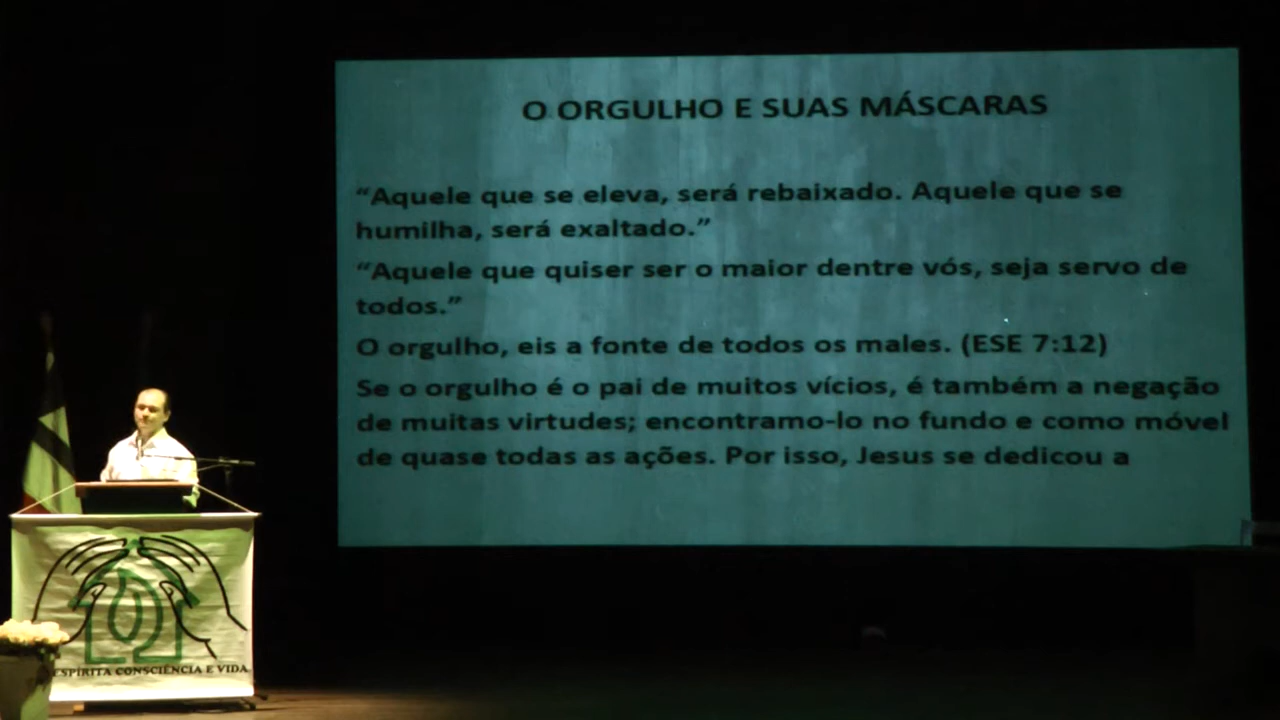 O ORGULHO E SUAS MÁSCARAS
“Aquele que se eleva, será rebaixado. Aquele que se
humilha, será exaltado.”
“Aquele que quiser ser o maior dentre vós, seja servo de
todos.”
O orgulho, eis a fonte de todos os males. (ESE 7:12)
Se o orgulho é o pai de muitos vícios, é também a negação
de muitas virtudes; encontramo-lo no fundo e como móvel
de quase todas as ações. Por isso, Jesus se dedicou a
ESPÍRITA CONSCIÊNCIA E VIDA